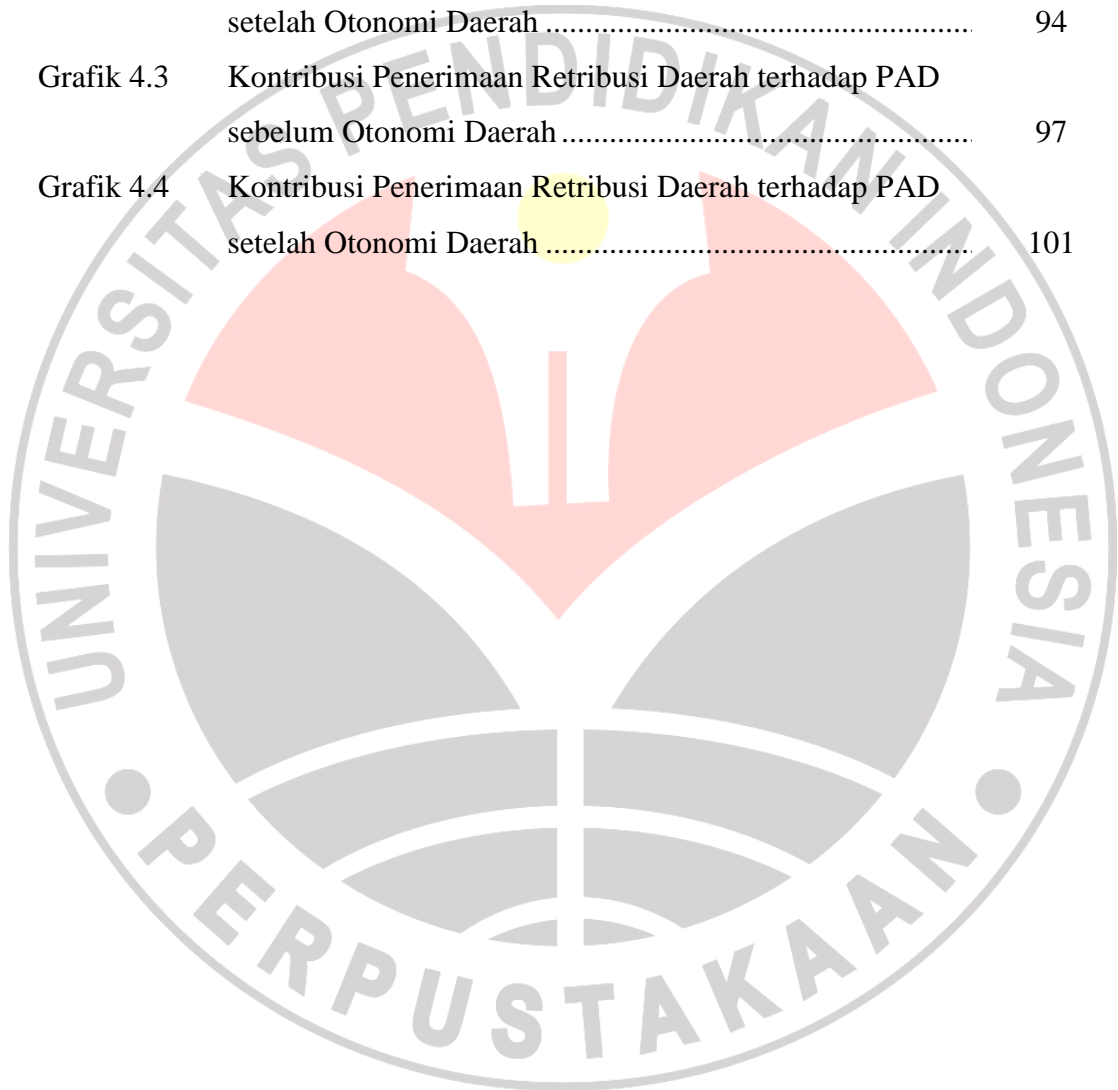 setelah Otonomi Daerah ........................................................ 94
Grafik 4.3 Kontribusi Penerimaan Retribusi Daerah terhadap PAD
sebelum Otonomi Daerah ...................................................... 97
Grafik 4.4 Kontribusi Penerimaan Retribusi Daerah terhadap PAD
setelah Otonomi Daerah ........................................................ 101
UNIVERSITAS PENDIDIKAN INDONESIA
PERPUSTAKAAN